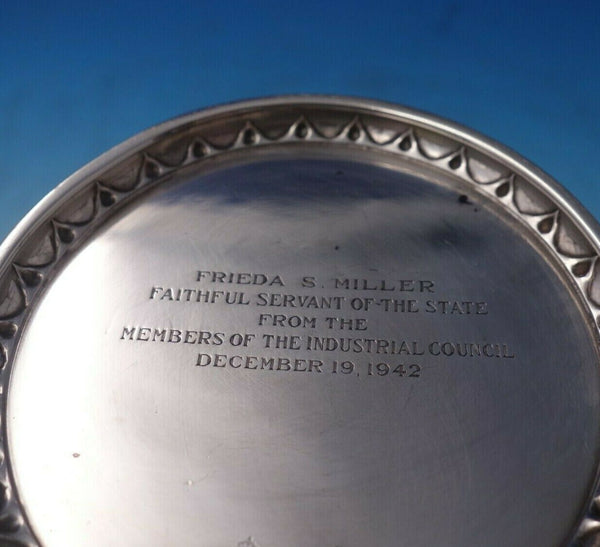 FRIEDA S. MILLER
FAITHFUL SERVANT OF THE STATE
FROM THE
MEMBERS OF THE INDUSTRIAL COUNCIL
DECEMBER 19, 1942